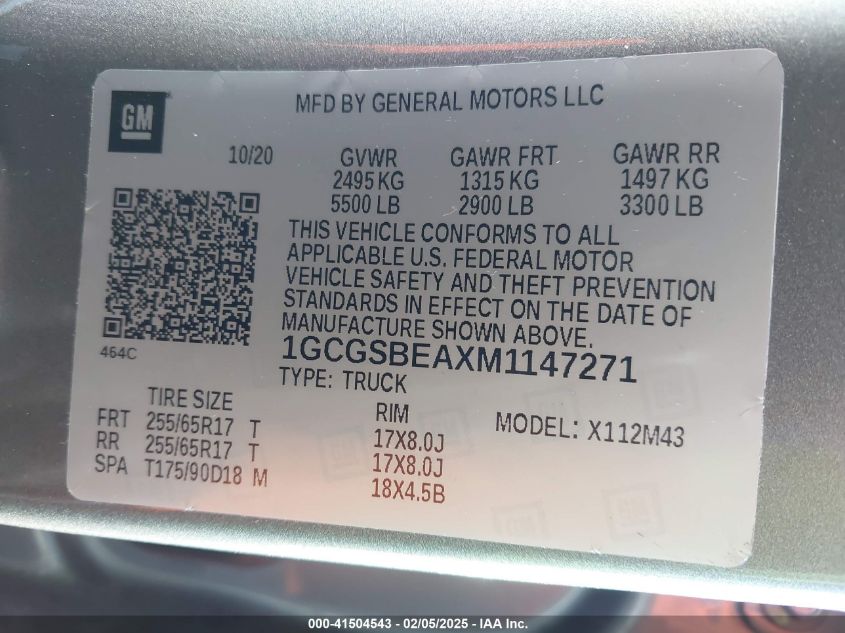 GM
MFD BY GENERAL MOTORS LLC
10/20 GVWR GAWR FRT GAWR RR
2495 KG 1315 KG 1497 KG
5500 LB 2900 LB 3300 LB
THIS VEHICLE CONFORMS TO ALL
APPLICABLE U.S. FEDERAL MOTOR
VEHICLE SAFETY AND THEFT PREVENTION
STANDARDS IN EFFECT ON THE DATE OF
MANUFACTURE SHOWN ABOVE.
464C
1GCGSBEAXM1147271
TYPE: TRUCK
TIRE SIZE RIM MODEL: X112M43
FRT 255/65R17 T 17X8.0J
RR 255/65R17 T 17X8.0J
SPA T175/90D18 M 18X4.5B
000-41504543 - 02/05/2025 - IAA Inc.